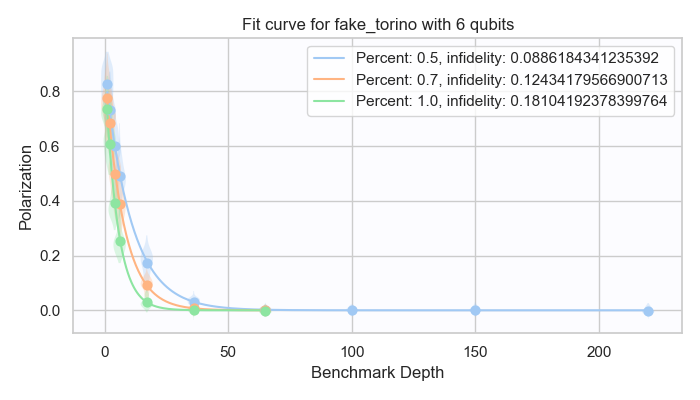 Fit curve for fake_torino with 6 qubits
Percent: 0.5, infidelity: 0.0886184341235392
Percent: 0.7, infidelity: 0.12434179566900713
Percent: 1.0, infidelity: 0.18104192378399764
Polarization
0.8
0.6
0.4
0.2
0.0
0 50 100 150 200
Benchmark Depth